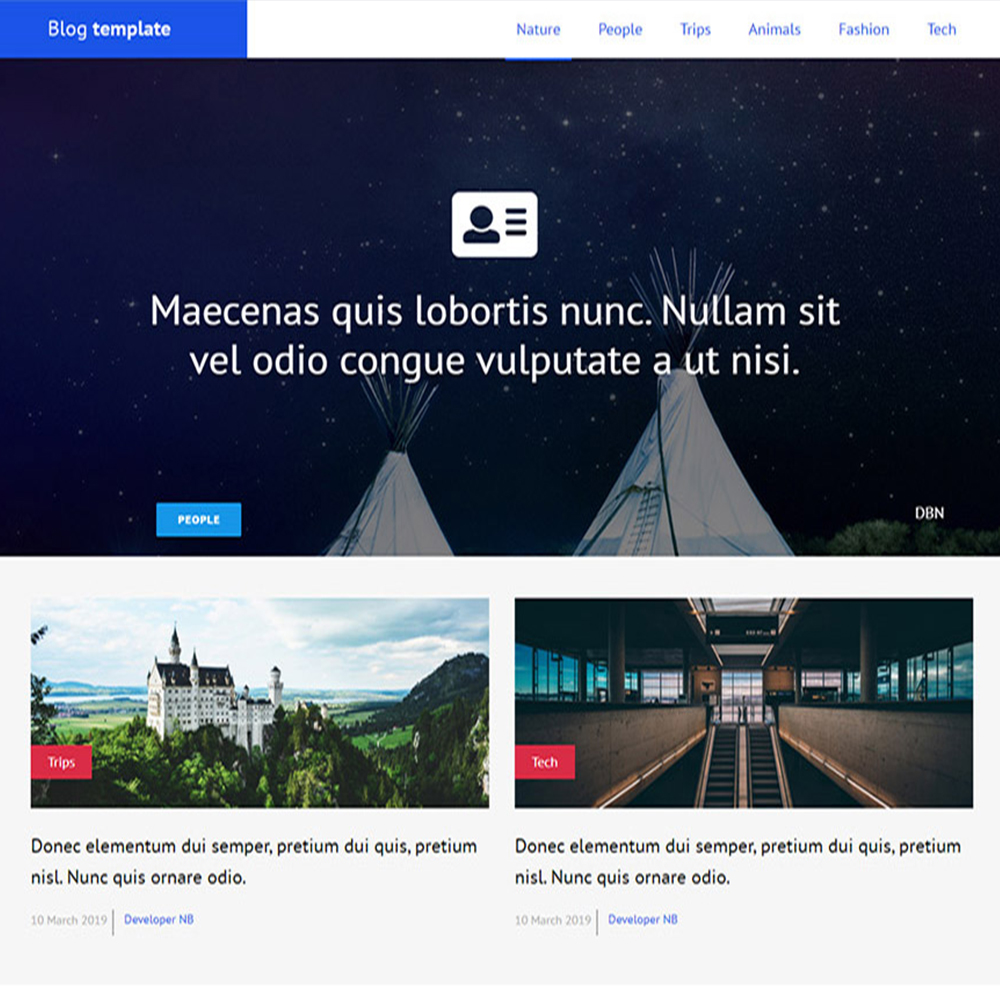 Blog template
Nature People Trips Animals Fashion Tech
Maecenas quis lobortis nunc. Nullam sit
vel odio congue vulputate a ut nisi.
PEOPLE
DBN
Trips
Tech
Donec elementum dui semper, pretium dui quis, pretium
nisl. Nunc quis ornare odio.
10 March 2019 Developer NB
Donec elementum dui semper, pretium dui quis, pretium
nisl. Nunc quis ornare odio.
10 March 2019 Developer NB